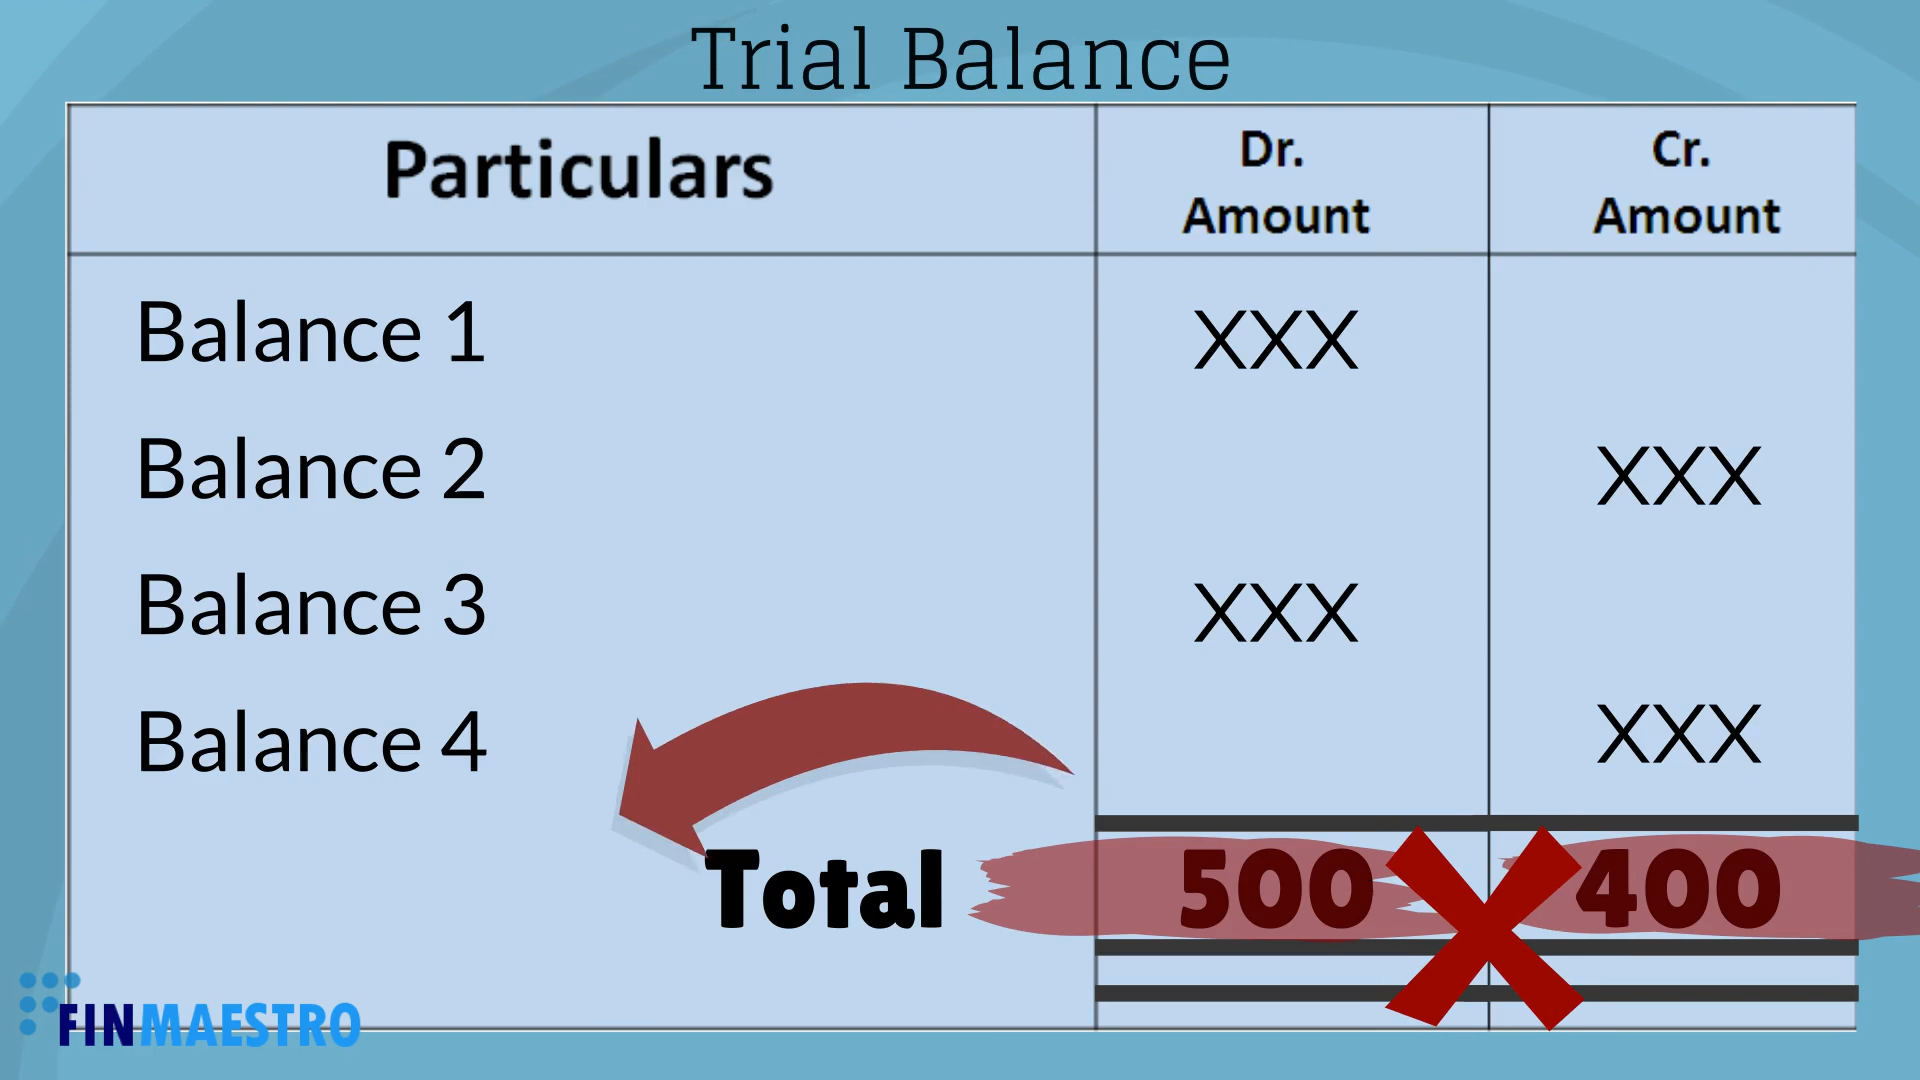 Trial Balance
Particulars
Dr.
Amount
Cr.
Amount
Balance 1
XXX
Balance 2
XXX
Balance 3
XXX
Balance 4
XXX
Total 500 400
FINMAESTRO